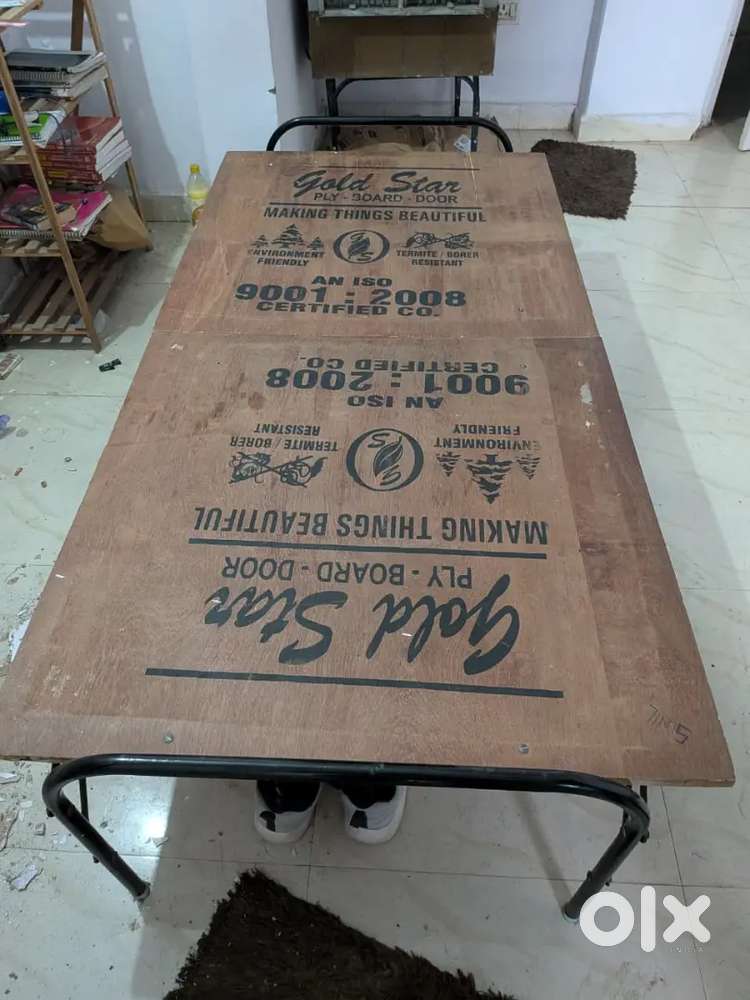 Gold Star
PLY - BOARD - DOOR
MAKING THINGS BEAUTIFUL
ENVIRONMENT FRIENDLY
TERMITE / BORER RESISTANT
AN ISO
9001 : 2008
CERTIFIED CO.
CERTIFIED CO.
9001 : 2008
AN ISO
ENVIRONMENT FRIENDLY
GS
TERMITE / BORER RESISTANT
MAKING THINGS BEAUTIFUL
PLY - BOARD - DOOR
Gold Star
olx